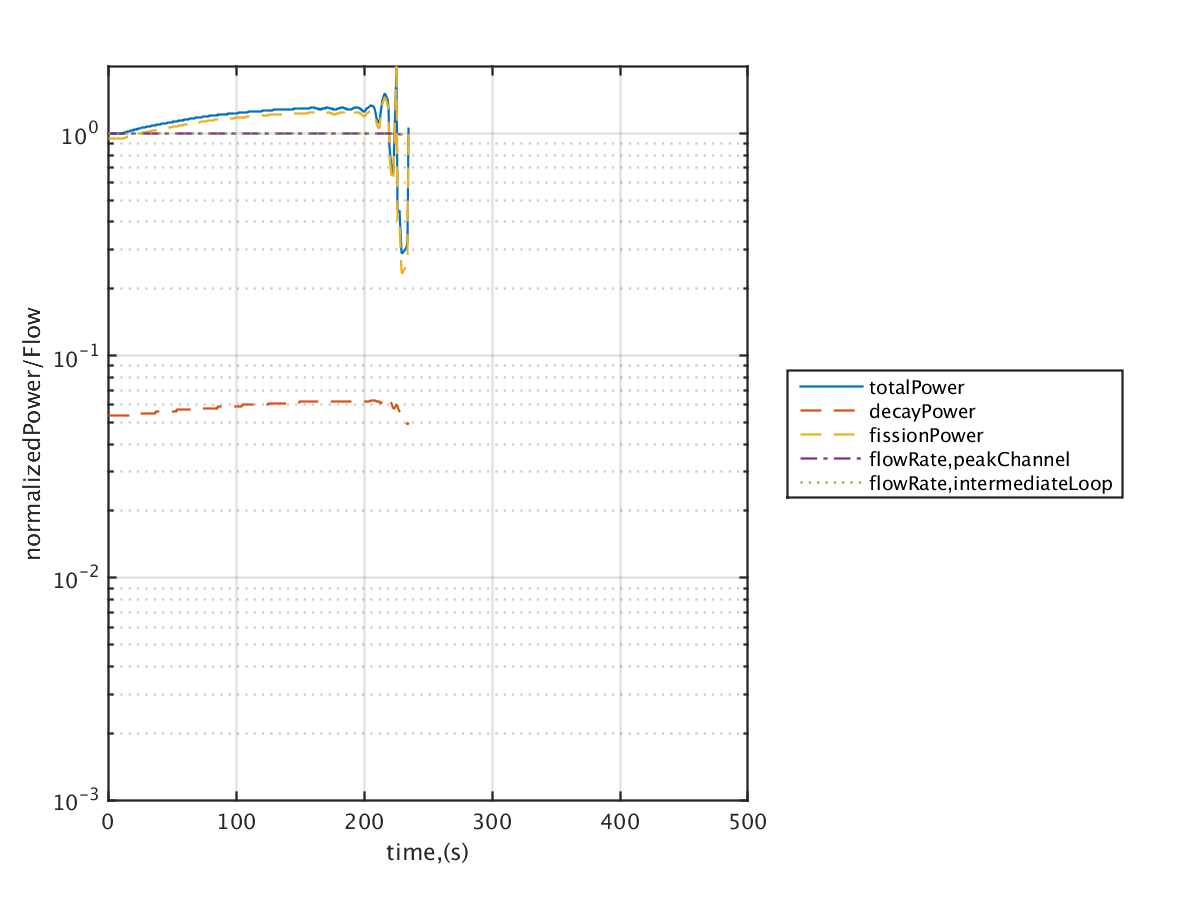 10^0
10^-1
10^-2
10^-3
normalizedPower/Flow
0 100 200 300 400 500
time,(s)
totalPower
decayPower
fissionPower
flowRate,peakChannel
flowRate,intermediateLoop